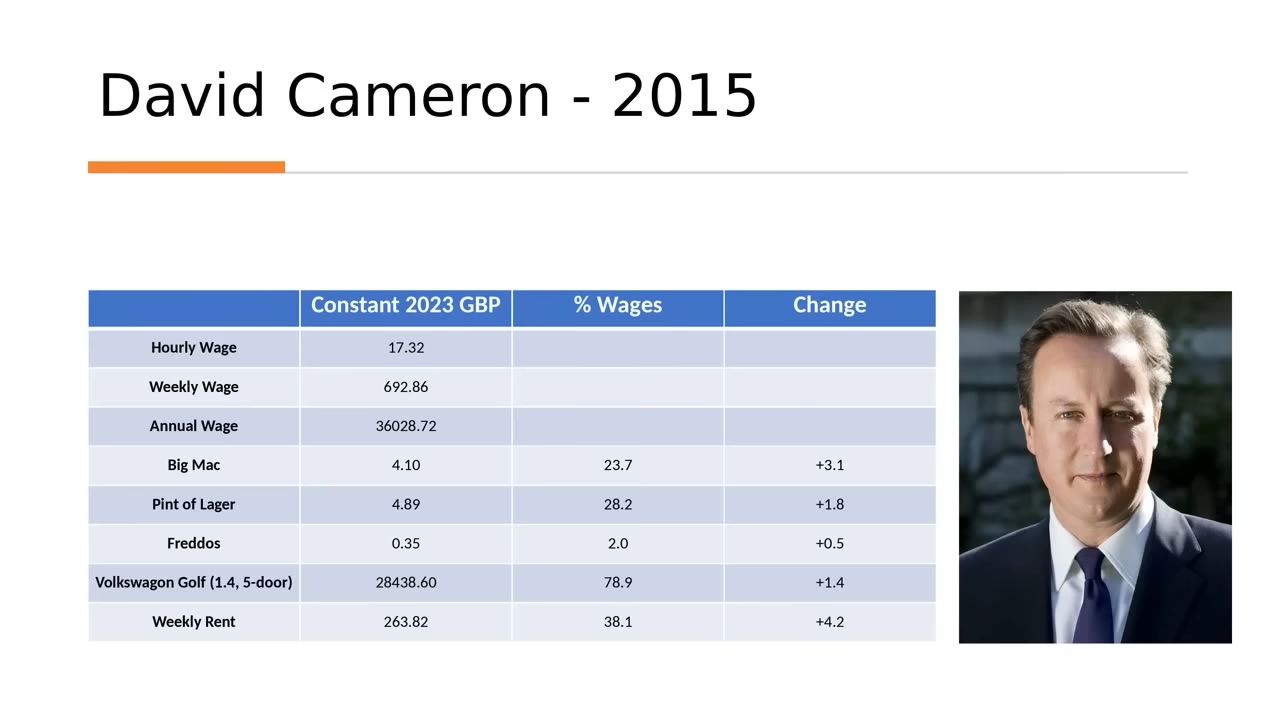 David Cameron - 2015
Constant 2023 GBP % Wages Change
Hourly Wage 17.32
Weekly Wage 692.86
Annual Wage 36028.72
Big Mac 4.10 23.7 +3.1
Pint of Lager 4.89 28.2 +1.8
Freddos 0.35 2.0 +0.5
Volkswagon Golf (1.4, 5-door) 28438.60 78.9 +1.4
Weekly Rent 263.82 38.1 +4.2